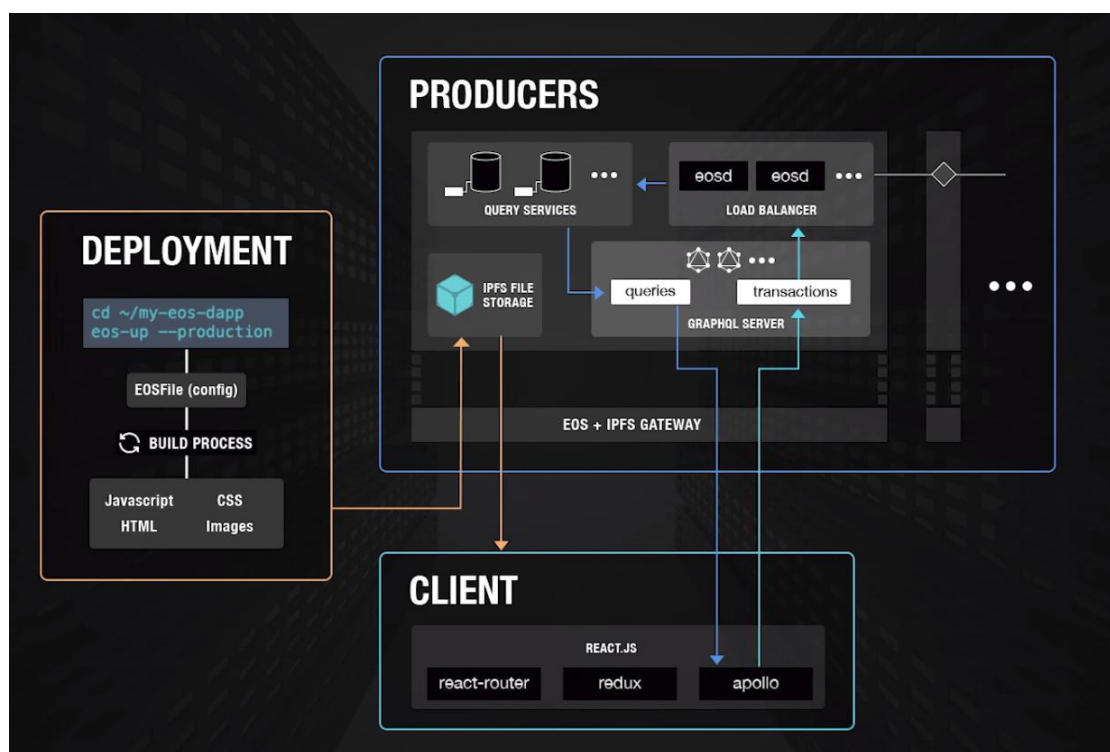 PRODUCERS
eosd eosd
QUERY SERVICES
LOAD BALANCER
DEPLOYMENT
cd ~/my-eos-dapp
eos-up --production
EOSFile (config)
BUILD PROCESS
Javascript CSS
HTML Images
IPFS FILE
STORAGE
queries
transactions
GRAPHQL SERVER
EOS + IPFS GATEWAY
CLIENT
REACT.JS
react-router
redux
apollo